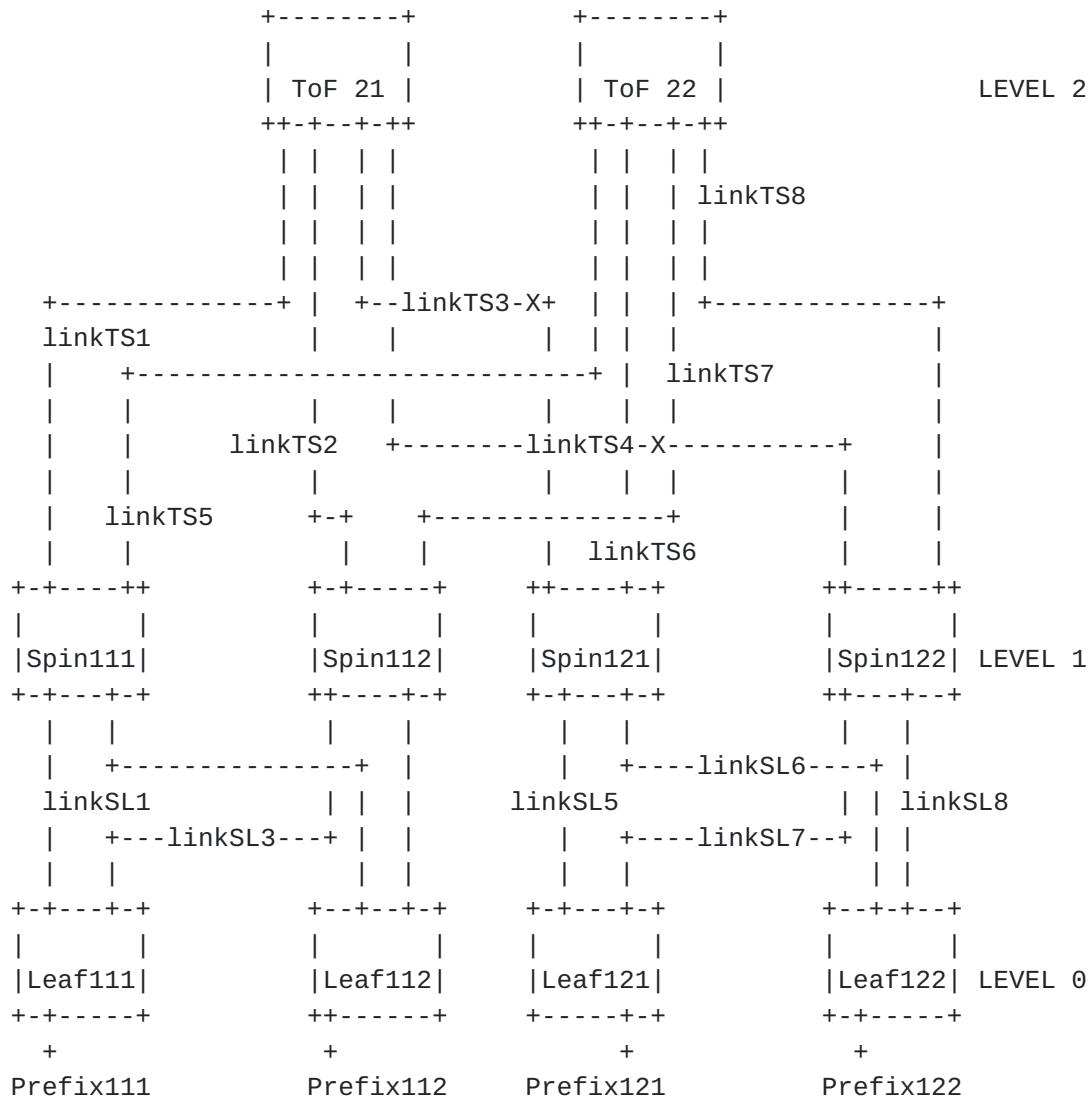 ToF 21 ToF 22 LEVEL 2
linkTS8
linkTS3-X
linkTS1
linkTS7
linkTS2 linkTS4-X
linkTS5
linkTS6
Spin111 Spin112 Spin121 Spin122 LEVEL 1
linkSL6
linkSL1 linkSL5 linkSL8
linkSL3 linkSL7
Leaf111 Leaf112 Leaf121 Leaf122 LEVEL 0
Prefix111 Prefix112 Prefix121 Prefix122